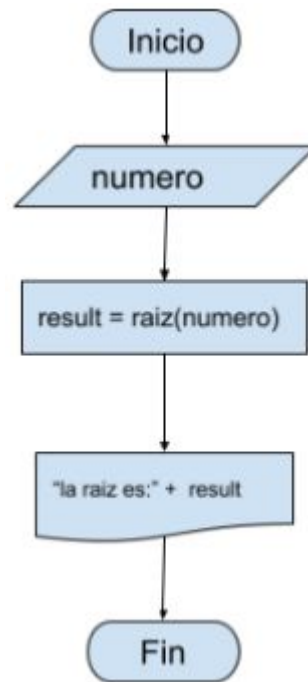 Inicio
numero
result = raiz(numero)
"la raiz es:" + result
Fin